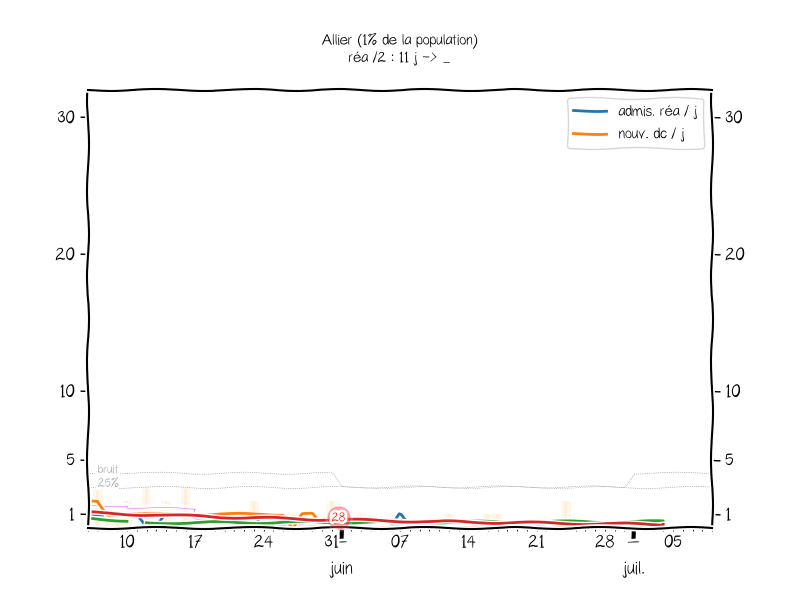 Allier (1% de la population)
réa /2 : 11 j -> _
admis. réa / j
nouv. dc / j
30
30
20
20
10
10
5
5
bruit
25%
1
1
28
10 17 24 31 07 14 21 28 05
juin juil.